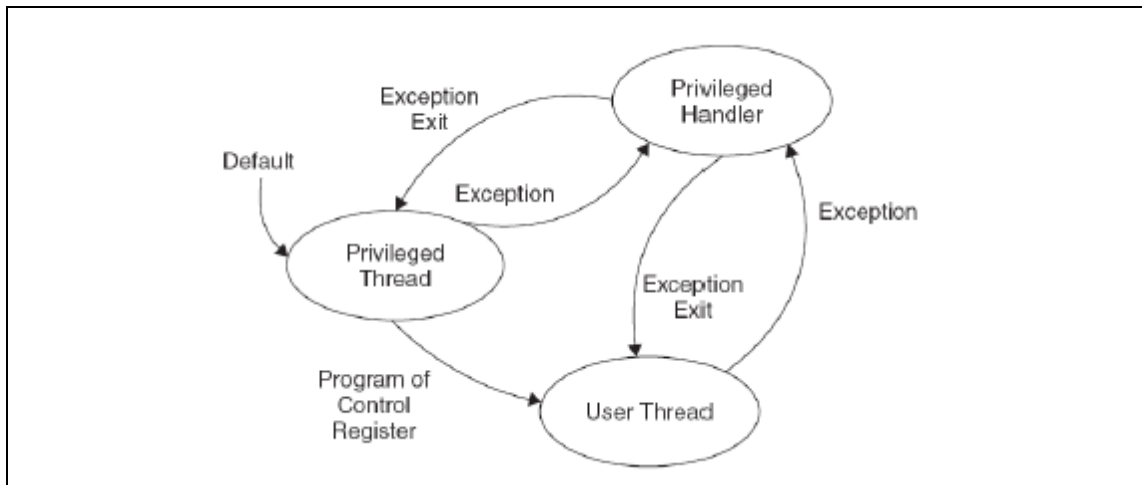 Privileged
Handler
Exception
Exit
Default
Exception
Exception
Privileged
Thread
Exception
Exit
Program of
Control
Register
User Thread